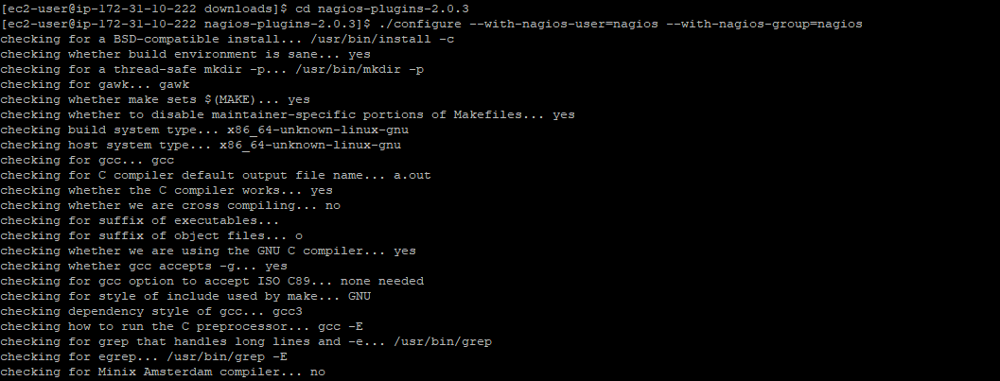 [ec2-user@ip-172-31-10-222 downloads]$ cd nagios-plugins-2.0.3
[ec2-user@ip-172-31-10-222 nagios-plugins-2.0.3]$ ./configure --with-nagios-user=nagios --with-nagios-group=nagios
checking for a BSD-compatible install... /usr/bin/install -c
checking whether build environment is sane... yes
checking for a thread-safe mkdir -p... /usr/bin/mkdir -p
checking for gawk... gawk
checking whether make sets $(MAKE)... yes
checking whether to disable maintainer-specific portions of Makefiles... yes
checking build system type... x86_64-unknown-linux-gnu
checking host system type... x86_64-unknown-linux-gnu
checking for gcc... gcc
checking for C compiler default output file name... a.out
checking whether the C compiler works... yes
checking whether we are cross compiling... no
checking for suffix of executables...
checking for suffix of object files... o
checking whether we are using the GNU C compiler... yes
checking whether gcc accepts -g... yes
checking for gcc option to accept ISO C89... none needed
checking for style of include used by make... GNU
checking dependency style of gcc... gcc3
checking how to run the C preprocessor... gcc -E
checking for grep that handles long lines and -e... /usr/bin/grep
checking for egrep... /usr/bin/grep -E
checking for Minix Amsterdam compiler... no